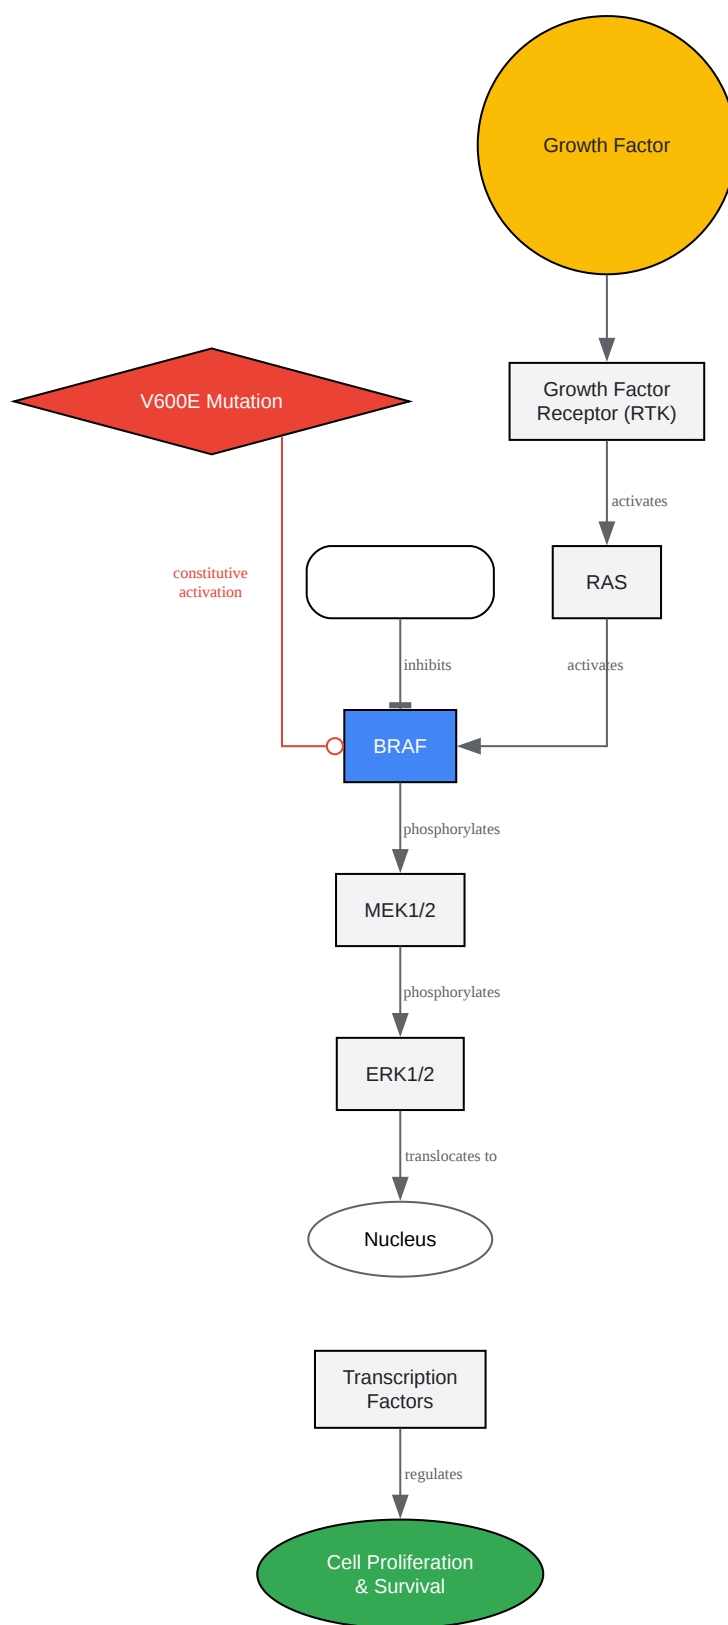 Growth Factor
V600E Mutation
Growth Factor
Receptor (RTK)
activates
constitutive
activation
RAS
inhibits
activates
BRAF
phosphorylates
MEK1/2
phosphorylates
ERK1/2
translocates to
Nucleus
Transcription
Factors
regulates
Cell Proliferation
& Survival